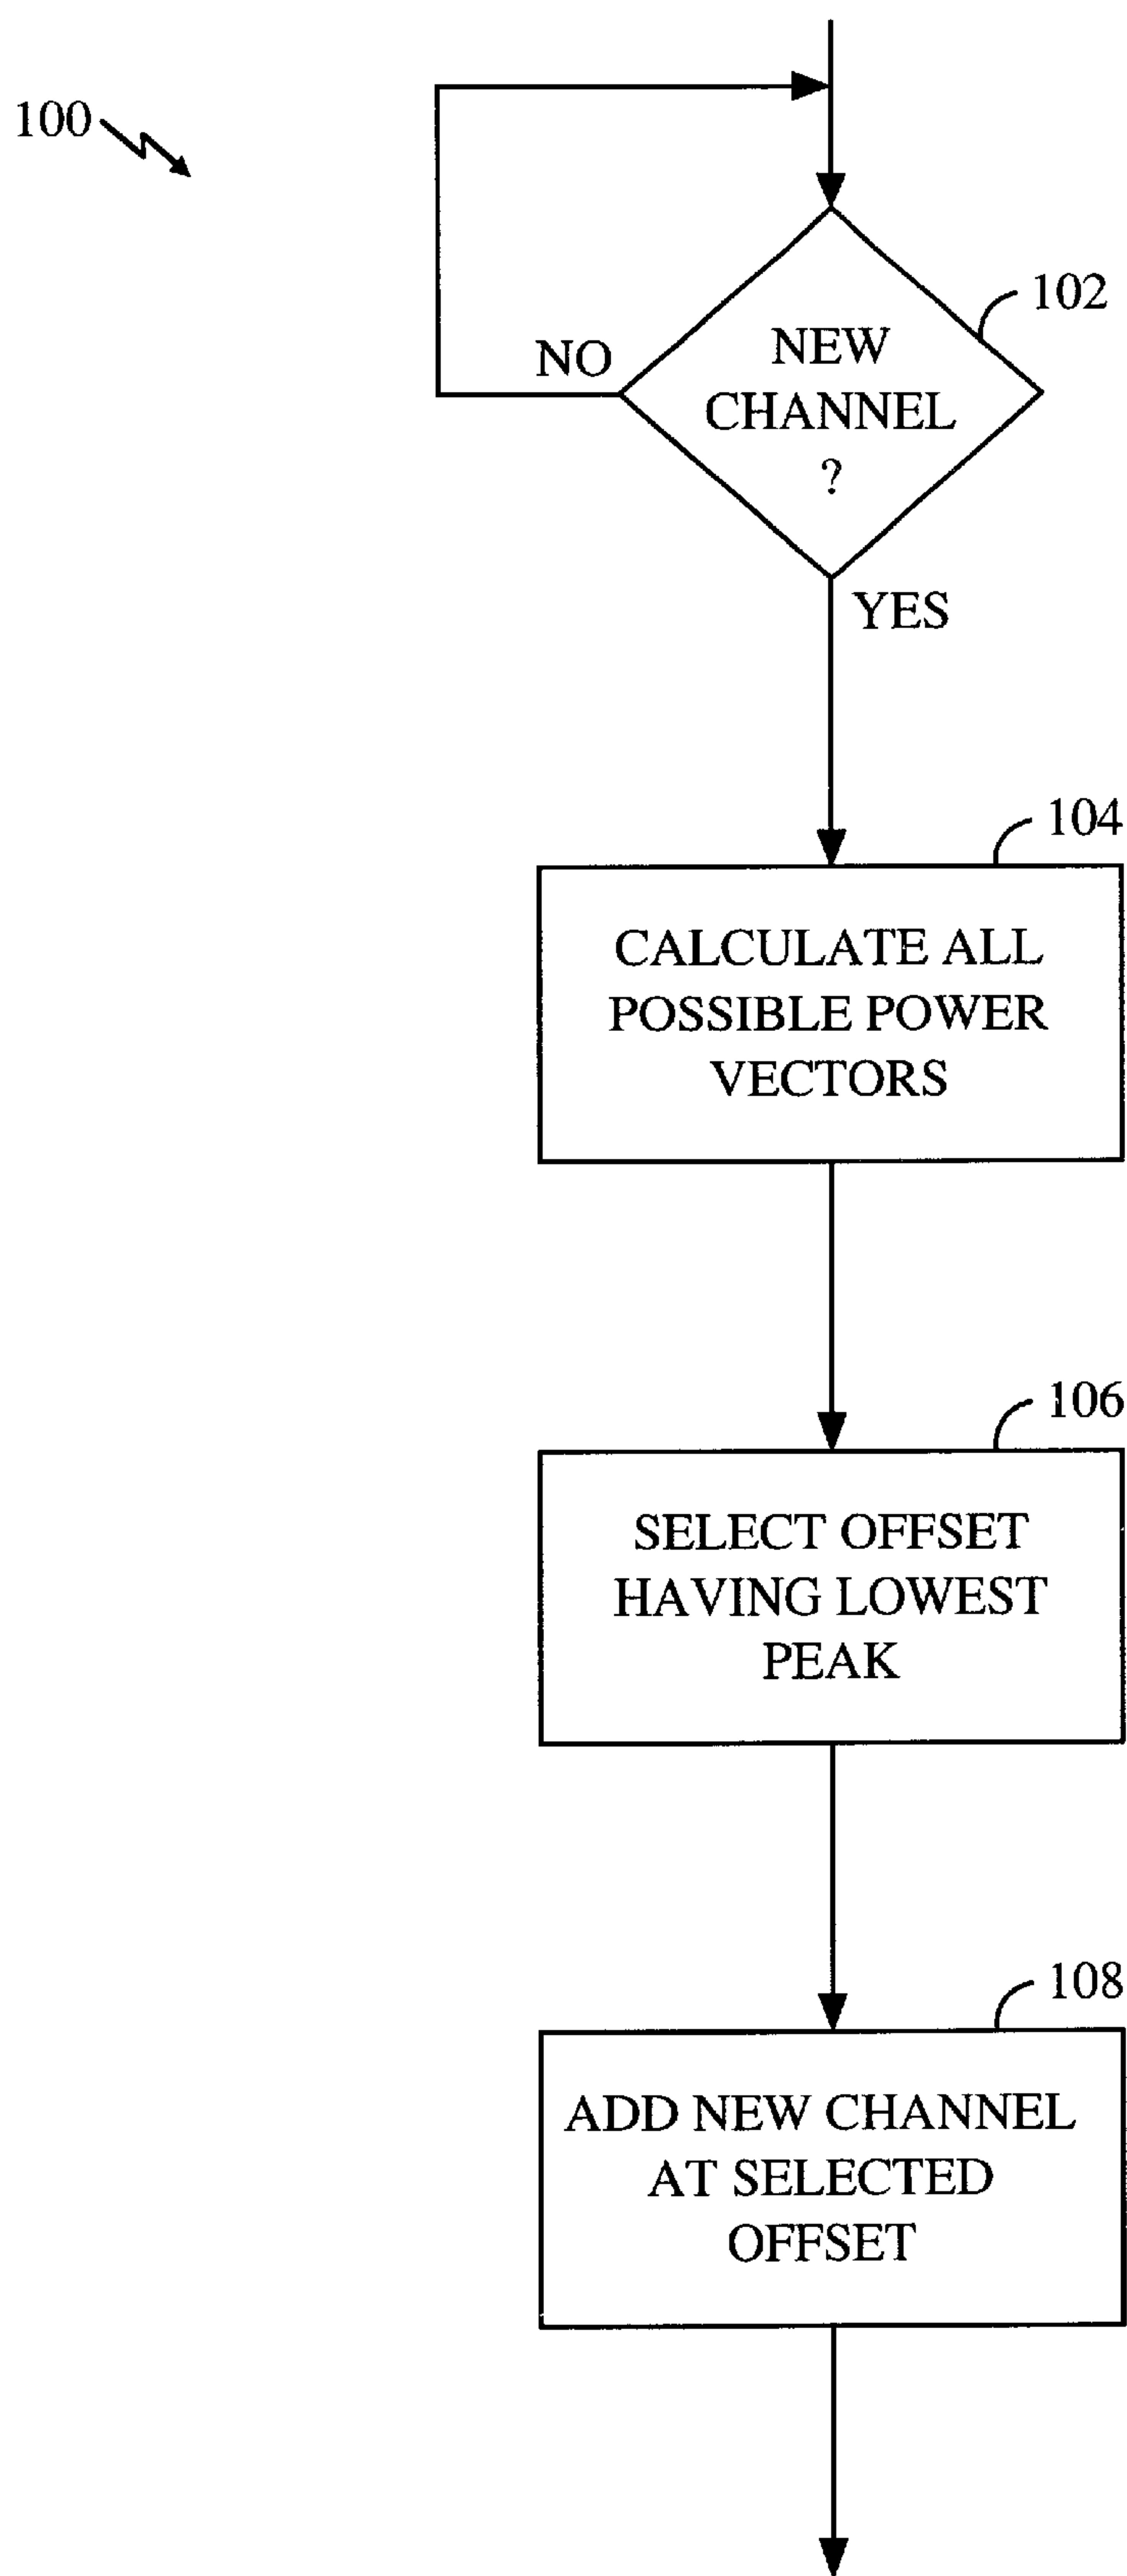 100
102
NEW
CHANNEL
?
NO
YES
104
CALCULATE ALL
POSSIBLE POWER
VECTORS
106
SELECT OFFSET
HAVING LOWEST
PEAK
108
ADD NEW CHANNEL
AT SELECTED
OFFSET